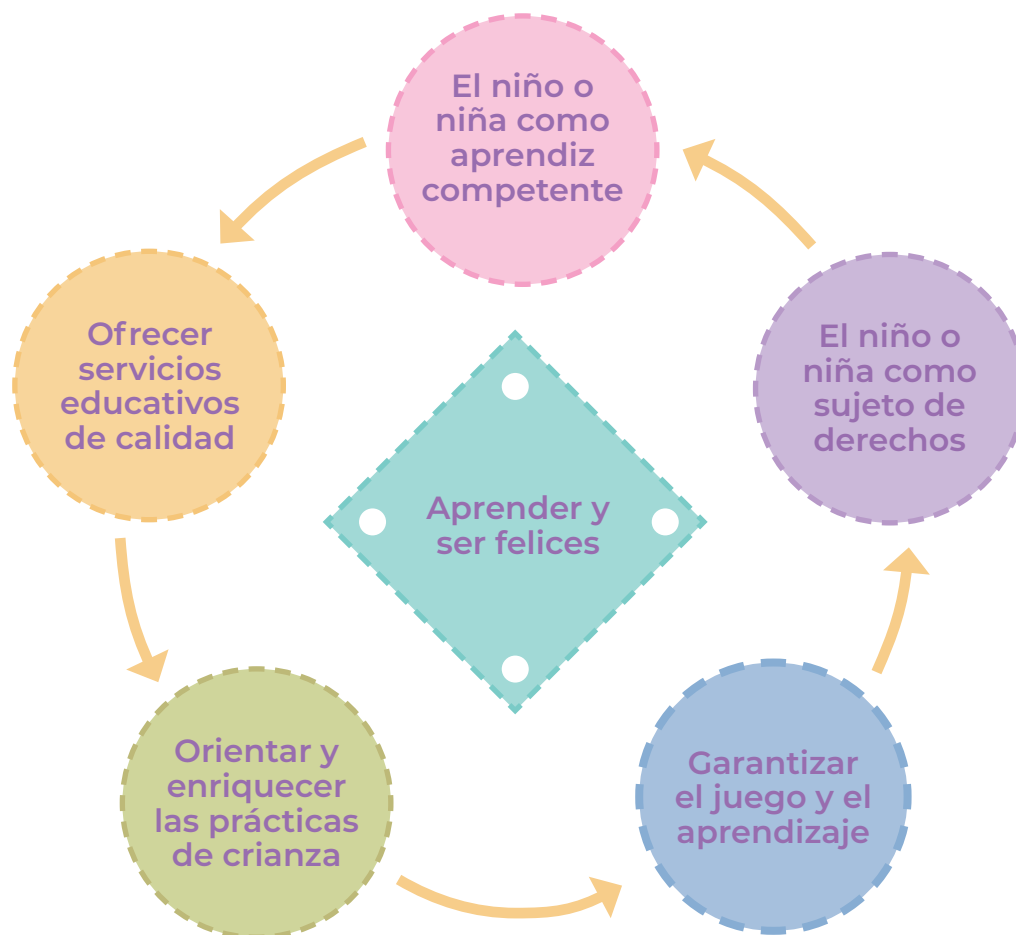 El niño o
niña como
aprendiz
competente
Ofrecer
servicios
educativos
de calidad
El niño o
niña como
sujeto de
derechos
Aprender y
ser felices
Orientar y
enriquecer
las prácticas
de crianza
Garantizar
el juego y el
aprendizaje